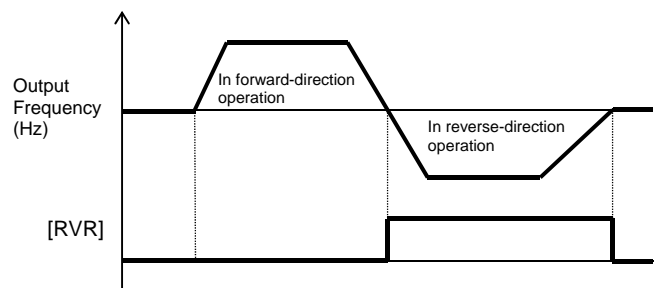 Output
Frequency
(Hz)
In forward-direction
operation
In reverse-direction
operation
[RVR]